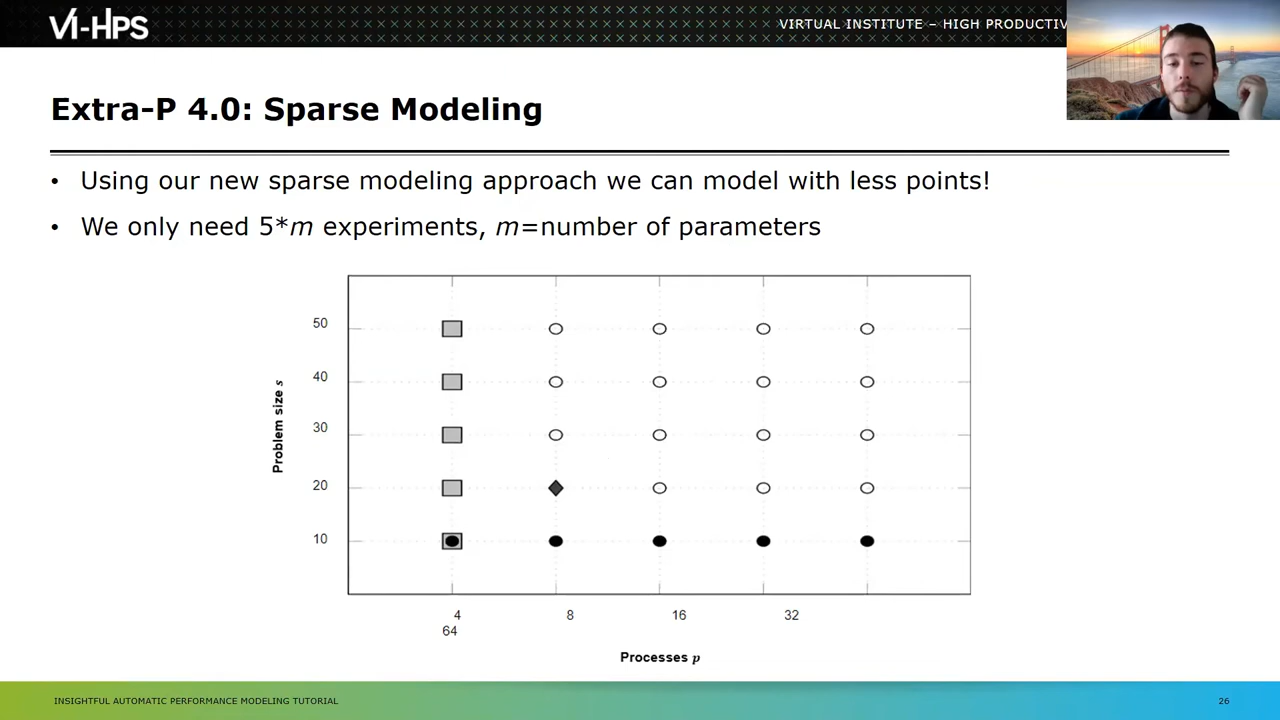 VI-HPS
VIRTUAL INSTITUTE – HIGH PRODUCTIV
Extra-P 4.0: Sparse Modeling
• Using our new sparse modeling approach we can model with less points!
• We only need 5*m experiments, m=number of parameters
50
40
30
20
10
Problem size s
4 8 16 32
64
Processes p
INSIGHTFUL AUTOMATIC PERFORMANCE MODELING TUTORIAL
26